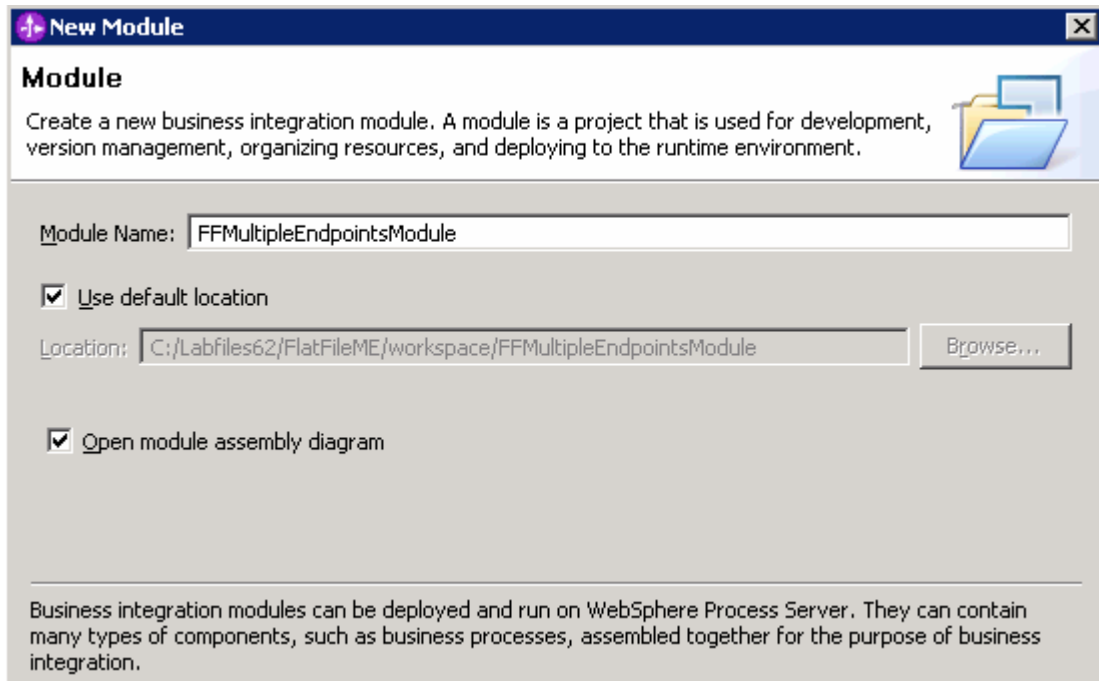 New Module
Module
Create a new business integration module. A module is a project that is used for development,
version management, organizing resources, and deploying to the runtime environment.
Module Name: FFMultipleEndpointsModule
Use default location
Location: C:/Labfiles62/FlatFileME/workspace/FFMultipleEndpointsModule Browse...
Open module assembly diagram
Business integration modules can be deployed and run on WebSphere Process Server. They can contain
many types of components, such as business processes, assembled together for the purpose of business
integration.